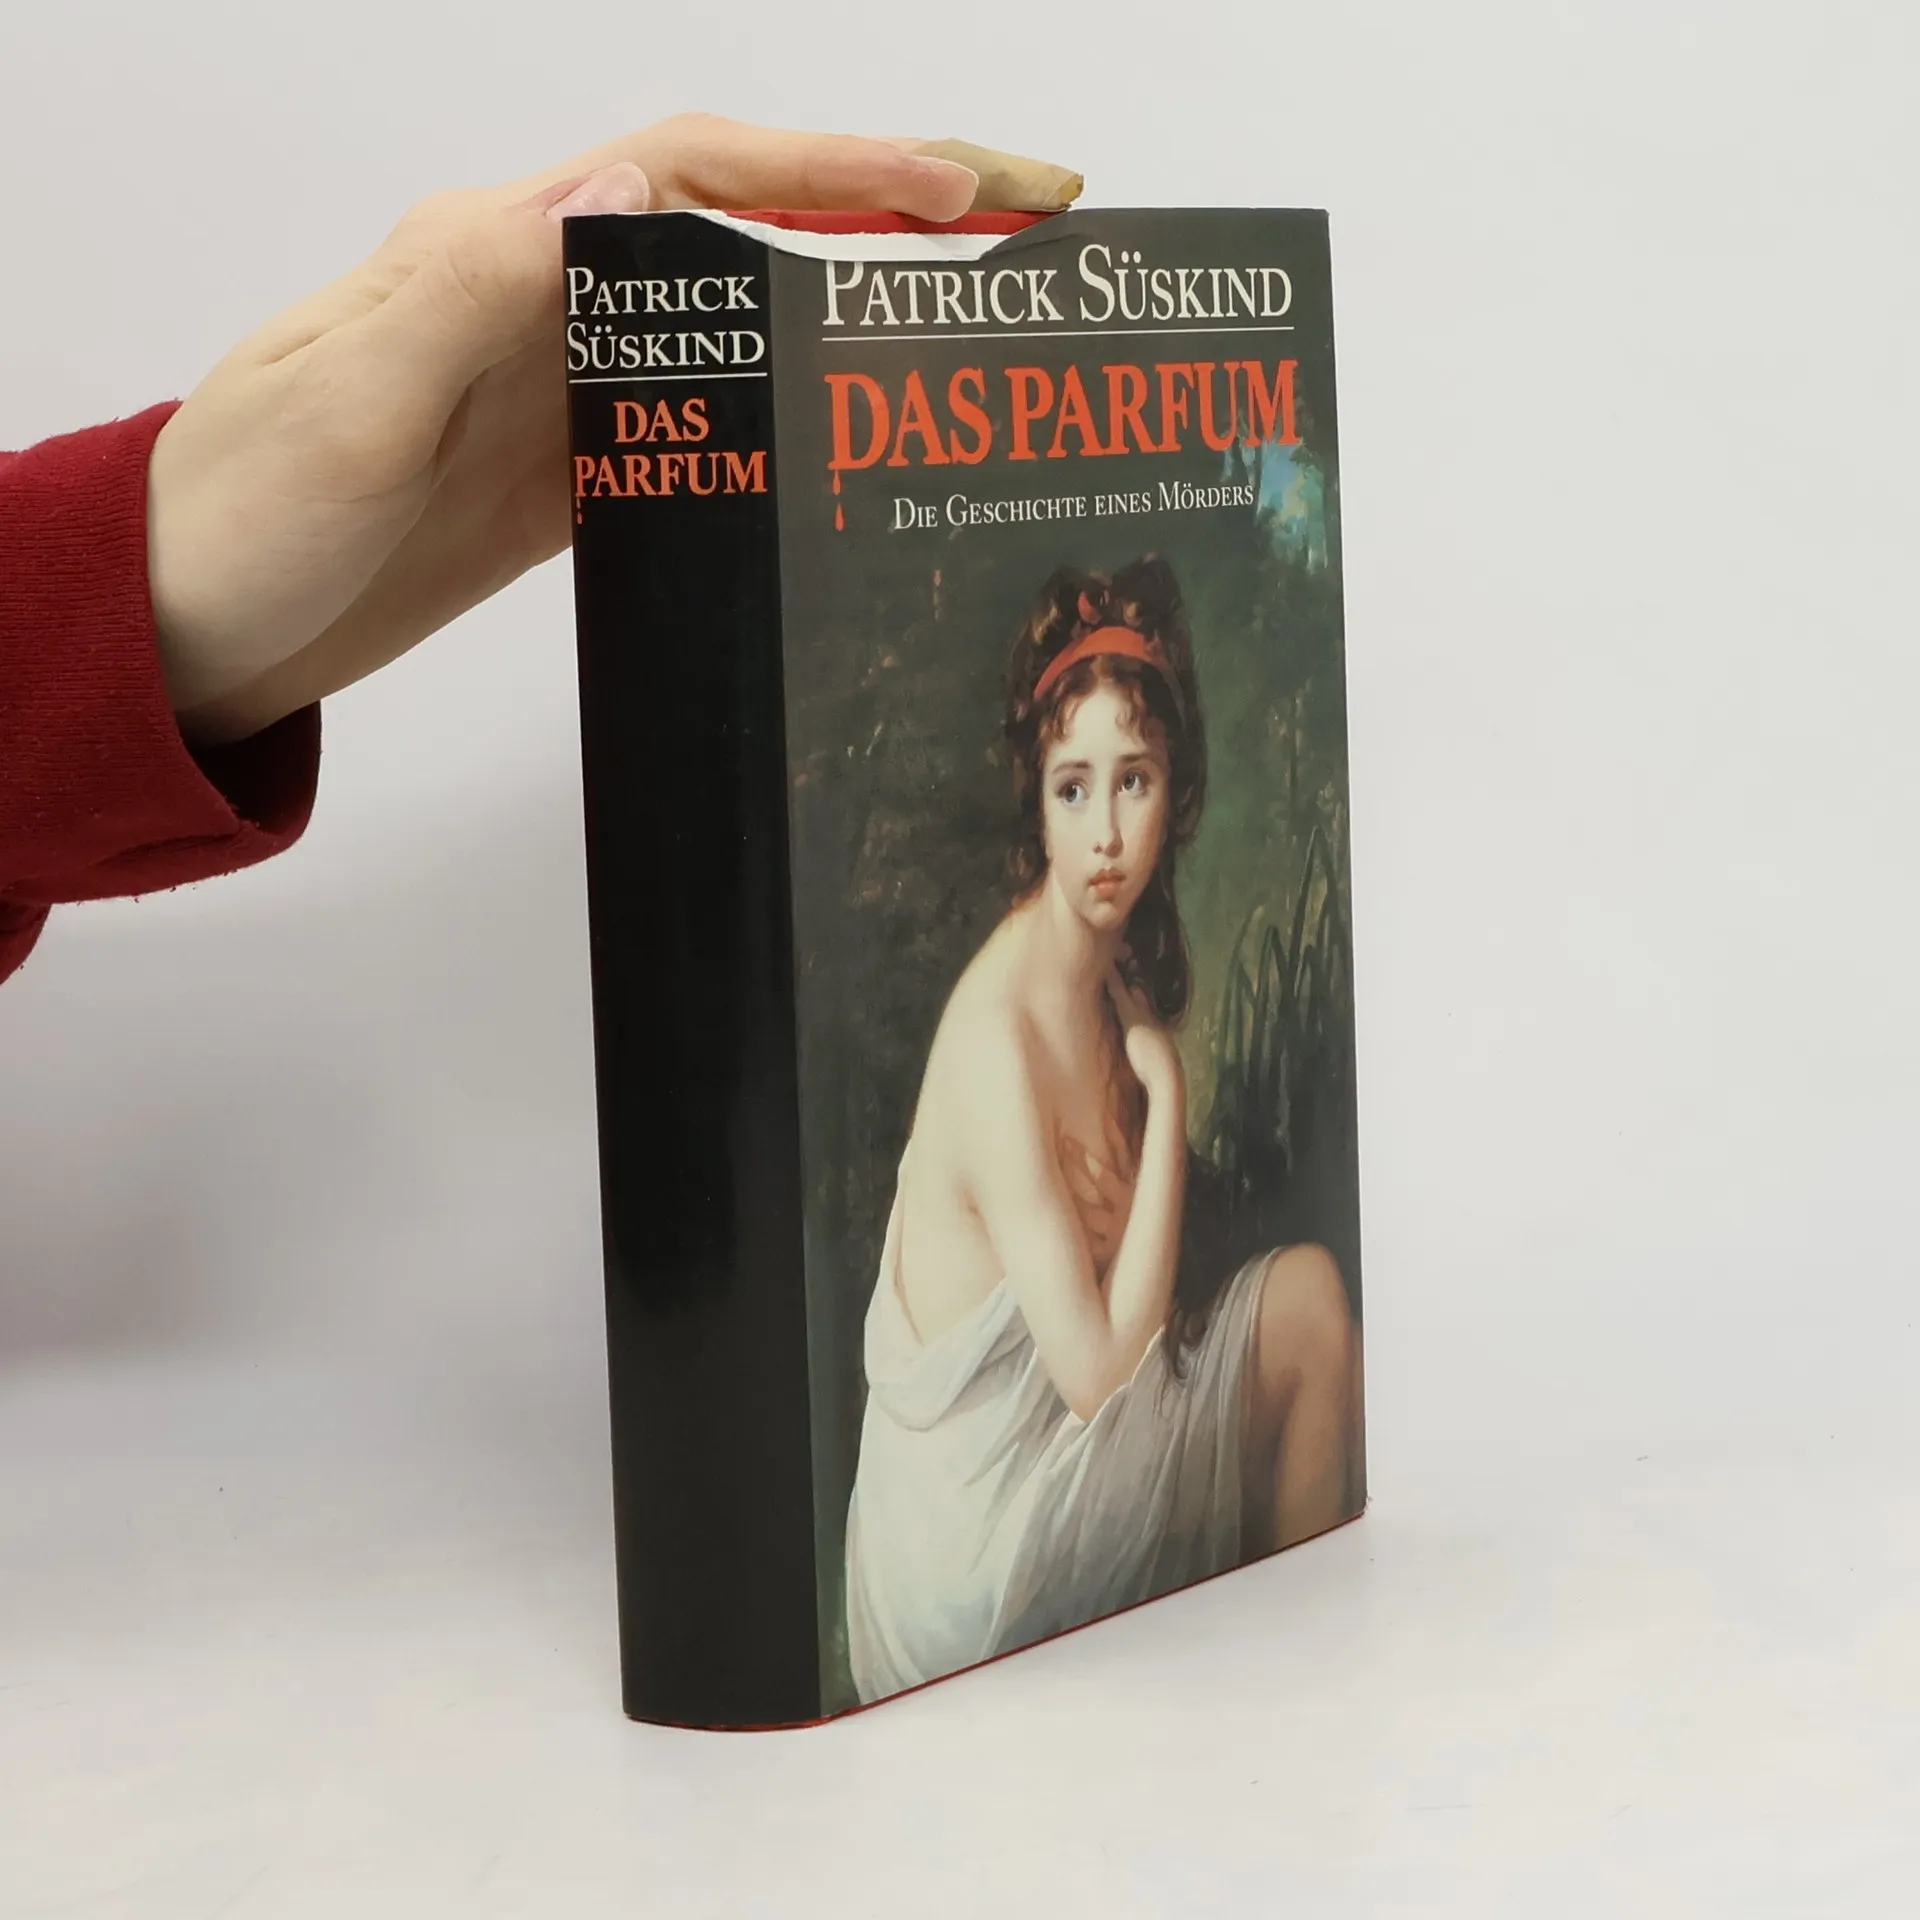 PATRICK
SÜSKIND
DAS
PARFUM
PATRICK SÜSKIND
DAS PARFUM
DIE GESCHICHTE EINES MÖRDERS